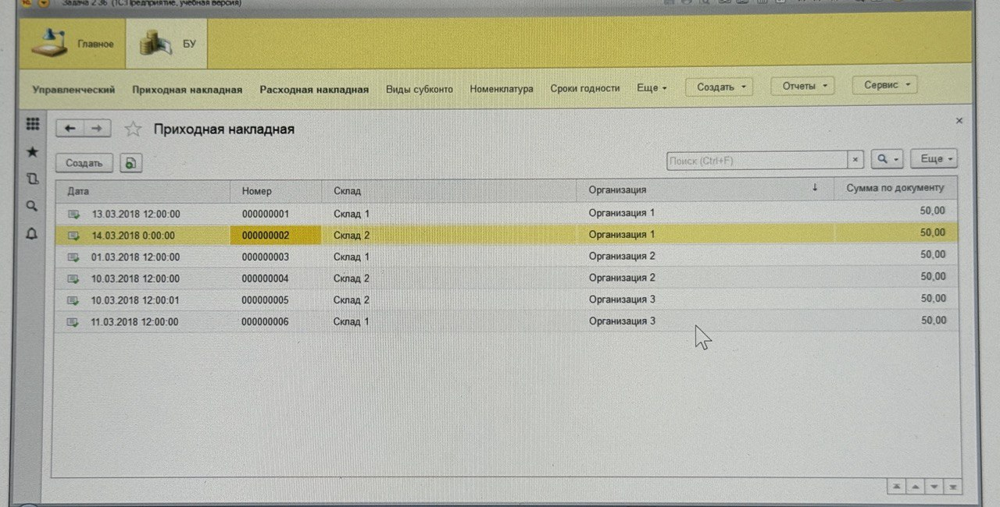 Задача 2 36 (1С:Предприятие, учебная версия)
Главное БУ
Управленческий Приходная накладная Расходная накладная Виды субконто Номенклатура Сроки годности Еще Создать Отчеты Сервис
Приходная накладная
Создать Поиск (Ctrl+F) × Еще
Дата Номер Склад Организация ↓ Сумма по документу
13.03.2018 12:00:00 000000001 Склад 1 Организация 1 50,00
14.03.2018 0:00:00 000000002 Склад 2 Организация 1 50,00
01.03.2018 12:00:00 000000003 Склад 1 Организация 2 50,00
10.03.2018 12:00:00 000000004 Склад 2 Организация 2 50,00
10.03.2018 12:00:01 000000005 Склад 2 Организация 3 50,00
11.03.2018 12:00:00 000000006 Склад 1 Организация 3 50,00